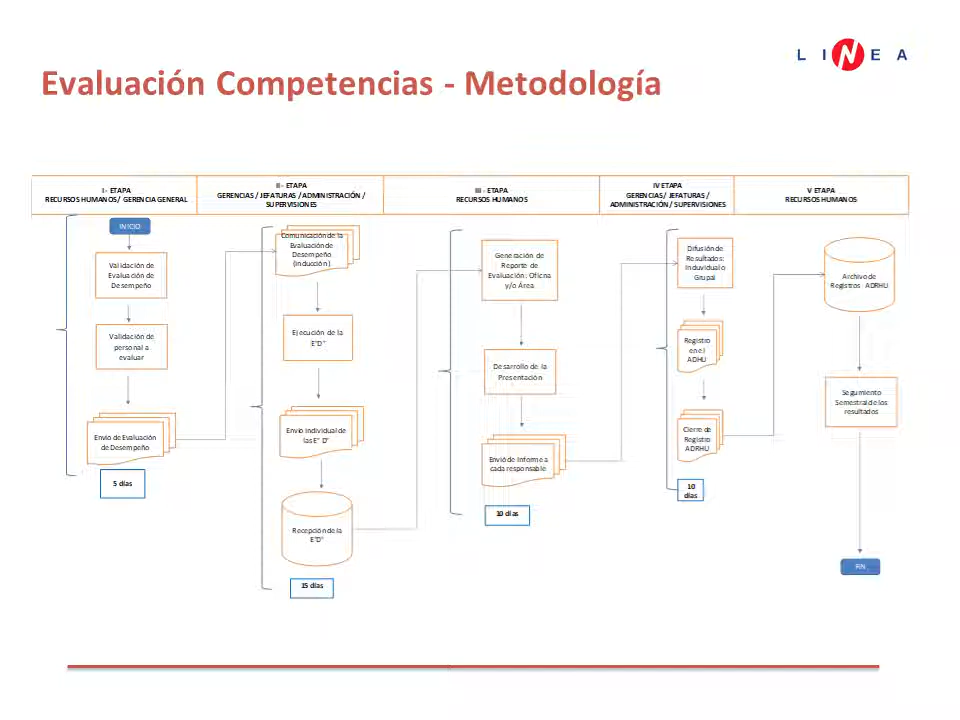 LINEA
Evaluación Competencias - Metodología
I - ETAPA
RECURSOS HUMANOS/ GERENCIA GENERAL
II - ETAPA
GERENCIAS / JEFATURAS / ADMINISTRACIÓN /
SUPERVISIONES
III - ETAPA
RECURSOS HUMANOS
IV ETAPA
GERENCIAS/ JEFATURAS /
ADMINISTRACIÓN / SUPERVISIONES
V ETAPA
RECURSOS HUMANOS
INICIO
Validación de
Evaluación de
Desempeño
Validación de
personal a
evaluar
Envio de Evaluación
de Desempeño
5 días
Comunicación de la
Evaluación de
Desempeño
(Inducción )
Ejecución de la
E"D"
Envio Individual de
las E" D"
Recepción de la
E"D"
15 días
Generación de
Reporte de
Evaluación: Oficina
y/o Área
Desarrollo de la
Presentación
Envió de Informe a
cada responsable
10 días
Difusión de
Resultados:
Induvidual o
Grupal
Registro
en el
ADHU
Cierre de
Registro
ADRHU
10
días
Archivo de
Registros ADRHU
Segumiento
Semestral de los
resultados
FIN